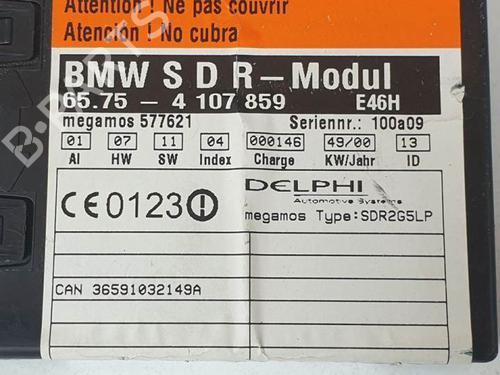 Attention ! Ne pas couvrir
Atención ! No cubra
BMW S D R – Modul
65.75 – 4 107 859 E46H
megamos 577621 Seriennr.: 100a09
01 07 11 04 000146 49/00 13
AI HW SW Index Charge KW/Jahr ID
CE0123
DELPHI
Automotive Systems
megamos Type:SDR2G5LP
CAN 36591032149A
B-PARTS